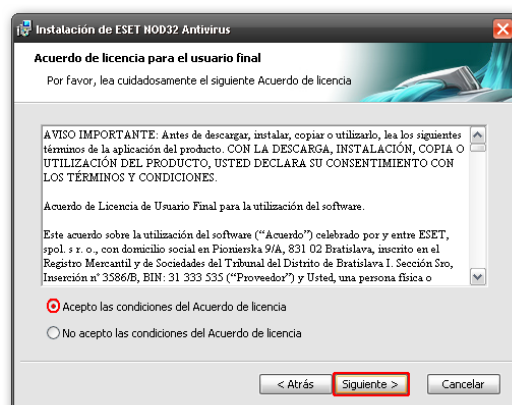 Instalación de ESET NOD32 Antivirus
Acuerdo de licencia para el usuario final
Por favor, lea cuidadosamente el siguiente Acuerdo de licencia
AVISO IMPORTANTE: Antes de descargar, instalar, copiar o utilizarlo, lea los siguientes
términos de la aplicación del producto. CON LA DESCARGA, INSTALACIÓN, COPIA O
UTILIZACIÓN DEL PRODUCTO, USTED DECLARA SU CONSENTIMIENTO CON
LOS TÉRMINOS Y CONDICIONES.
Acuerdo de Licencia de Usuario Final para la utilización del software.
Este acuerdo sobre la utilización del software (“Acuerdo”) celebrado por y entre ESET,
spol. s r. o., con domicilio social en Pionierska 9/A, 831 02 Bratislava, inscrito en el
Registro Mercantil y de Sociedades del Tribunal del Distrito de Bratislava I. Sección Sro,
Inserción n° 3586/B, BIN: 31 333 535 (“Proveedor”) y Usted, una persona física o
Acepto las condiciones del Acuerdo de licencia
No acepto las condiciones del Acuerdo de licencia
< Atrás Siguiente > Cancelar